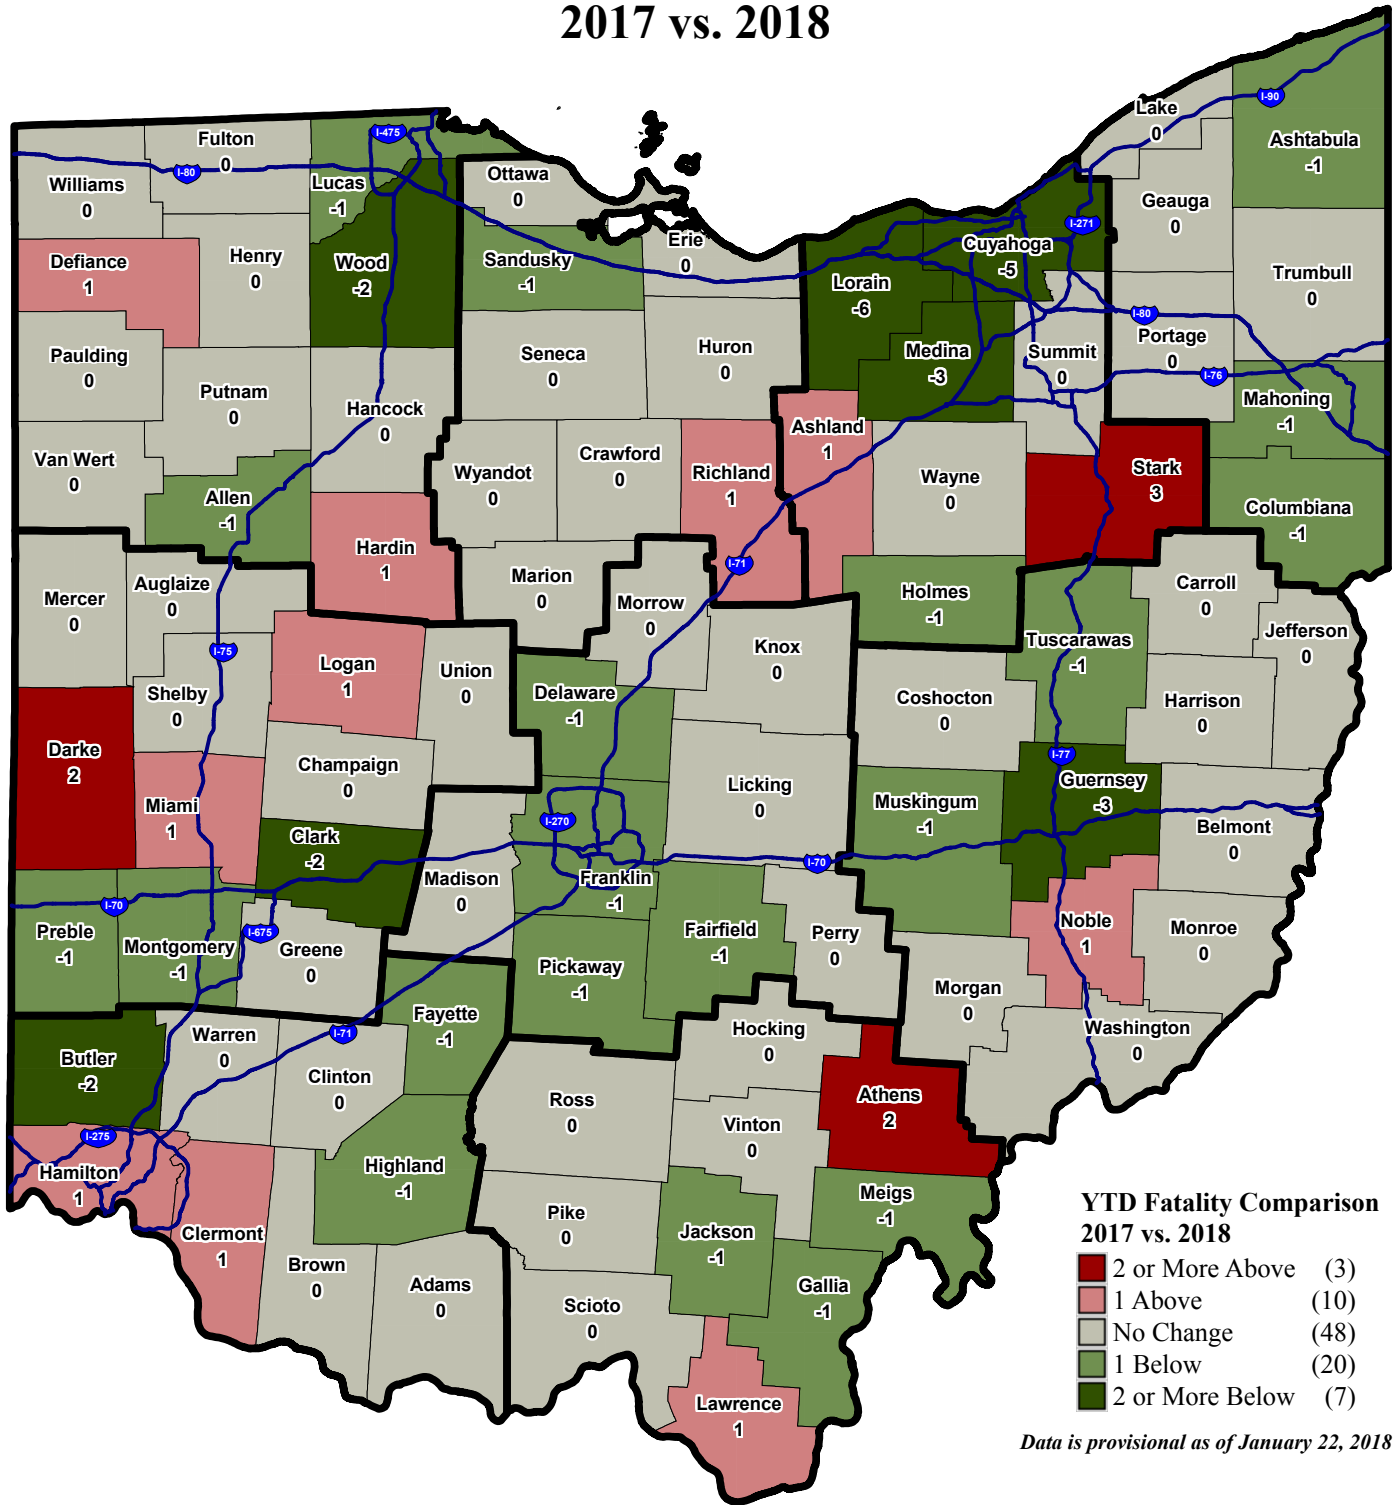 2017 vs. 2018
Lake
0
I-90
Ashtabula
-1
I-475
Fulton
0
I-80
Williams
0
Lucas
-1
Ottawa
0
Geauga
0
I-271
Cuyahoga
-5
Erie
0
Henry
0
Wood
-2
Sandusky
-1
Defiance
1
Lorain
-6
Trumbull
0
I-80
Portage
0
Paulding
0
Seneca
0
Huron
0
Medina
-3
Summit
0
I-76
Putnam
0
Hancock
0
Mahoning
-1
Ashland
1
Van Wert
0
Wyandot
0
Crawford
0
Richland
1
Wayne
0
Stark
3
Allen
-1
Columbiana
-1
Hardin
1
I-71
Marion
0
Auglaize
0
Mercer
0
Holmes
-1
Carroll
0
Morrow
0
Jefferson
0
Knox
0
Tuscarawas
-1
I-75
Logan
1
Union
0
Shelby
0
Delaware
-1
Coshocton
0
Harrison
0
Darke
2
I-77
Champaign
0
Guernsey
-3
Licking
0
Miami
1
Muskingum
-1
I-270
Belmont
0
Clark
-2
I-70
Madison
0
Franklin
-1
I-70
Noble
1
Preble
-1
Montgomery
-1
I-675
Greene
0
Fairfield
-1
Perry
0
Monroe
0
Pickaway
-1
Morgan
0
Fayette
-1
Hocking
0
Washington
0
I-71
Warren
0
Butler
-2
Clinton
0
Ross
0
Athens
2
Vinton
0
I-275
Hamilton
1
Highland
-1
Meigs
-1
Pike
0
Clermont
1
Jackson
-1
Brown
0
Adams
0
Gallia
-1
Scioto
0
Lawrence
1
YTD Fatality Comparison
2017 vs. 2018
2 or More Above (3)
1 Above (10)
No Change (48)
1 Below (20)
2 or More Below (7)
Data is provisional as of January 22, 2018